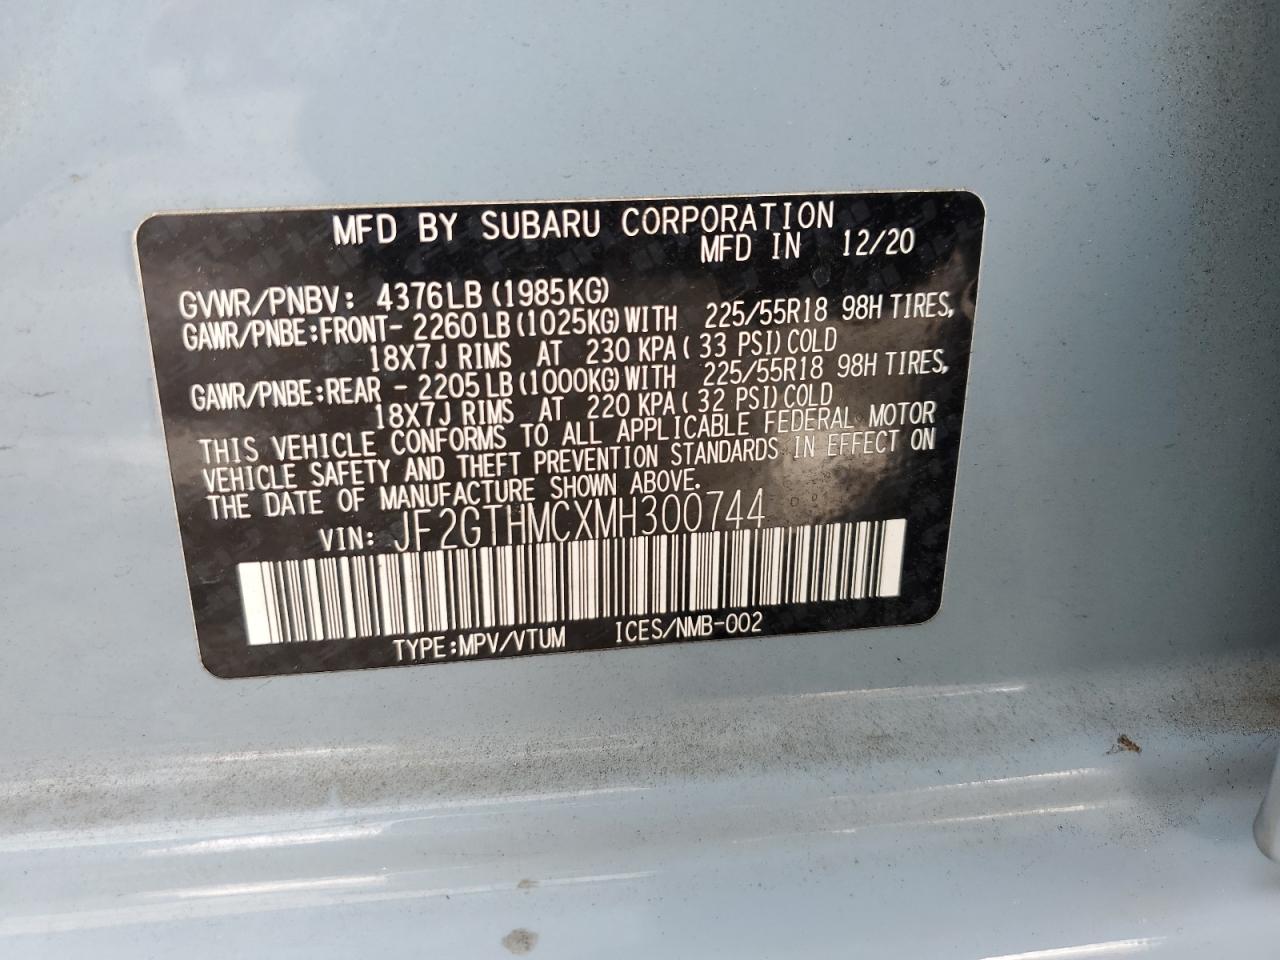 MFD BY SUBARU CORPORATION
MFD IN 12/20
GVWR/PNBV: 4376LB (1985KG)
GAWR/PNBE:FRONT- 2260LB (1025KG) WITH 225/55R18 98H TIRES,
18X7J RIMS AT 230 KPA( 33 PSI) COLD
GAWR/PNBE:REAR - 2205LB (1000KG) WITH 225/55R18 98H TIRES,
18X7J RIMS AT 220 KPA( 32 PSI) COLD
THIS VEHICLE CONFORMS TO ALL APPLICABLE FEDERAL MOTOR
VEHICLE SAFETY AND THEFT PREVENTION STANDARDS IN EFFECT ON
THE DATE OF MANUFACTURE SHOWN ABOVE.
VIN: JF2GTHMCXMH300744
TYPE:MPV/VTUM ICES/NMB-002